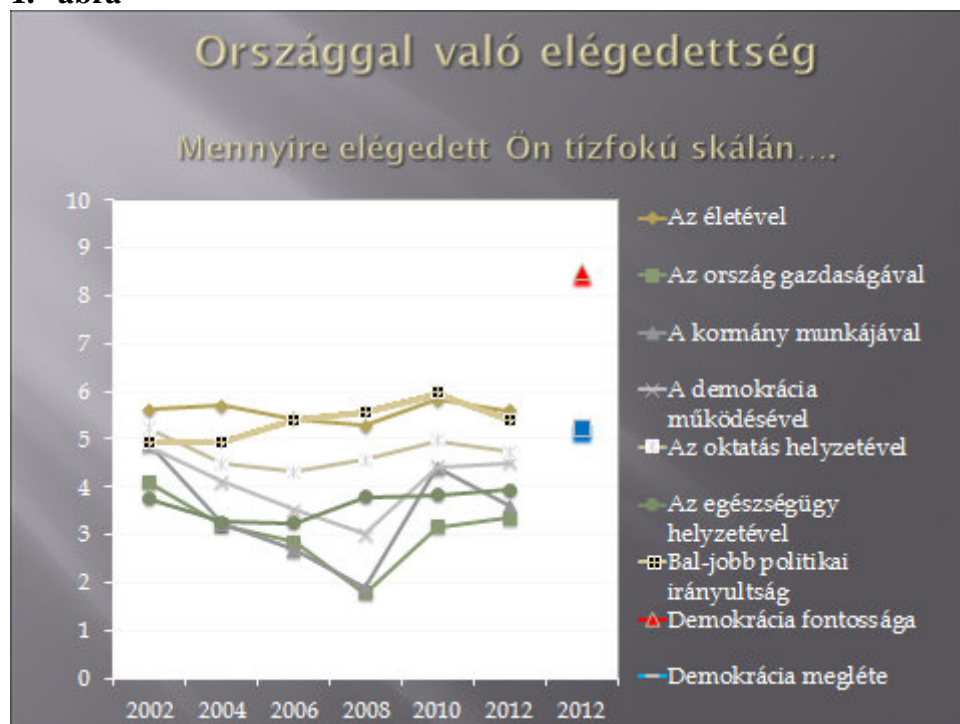 1. ábra
Országgal való elégedettség
Mennyire elégedett Ön tízfokú skálán....
10
9
8
7
6
5
4
3
2
1
0
2002 2004 2006 2008 2010 2012 2012
Az életével
Az ország gazdaságával
A kormány munkájával
A demokrácia
működésével
Az oktatás helyzetével
Az egészségügy
helyzetével
Bal-jobb politikai
irányultság
Demokrácia fontossága
Demokrácia megléte